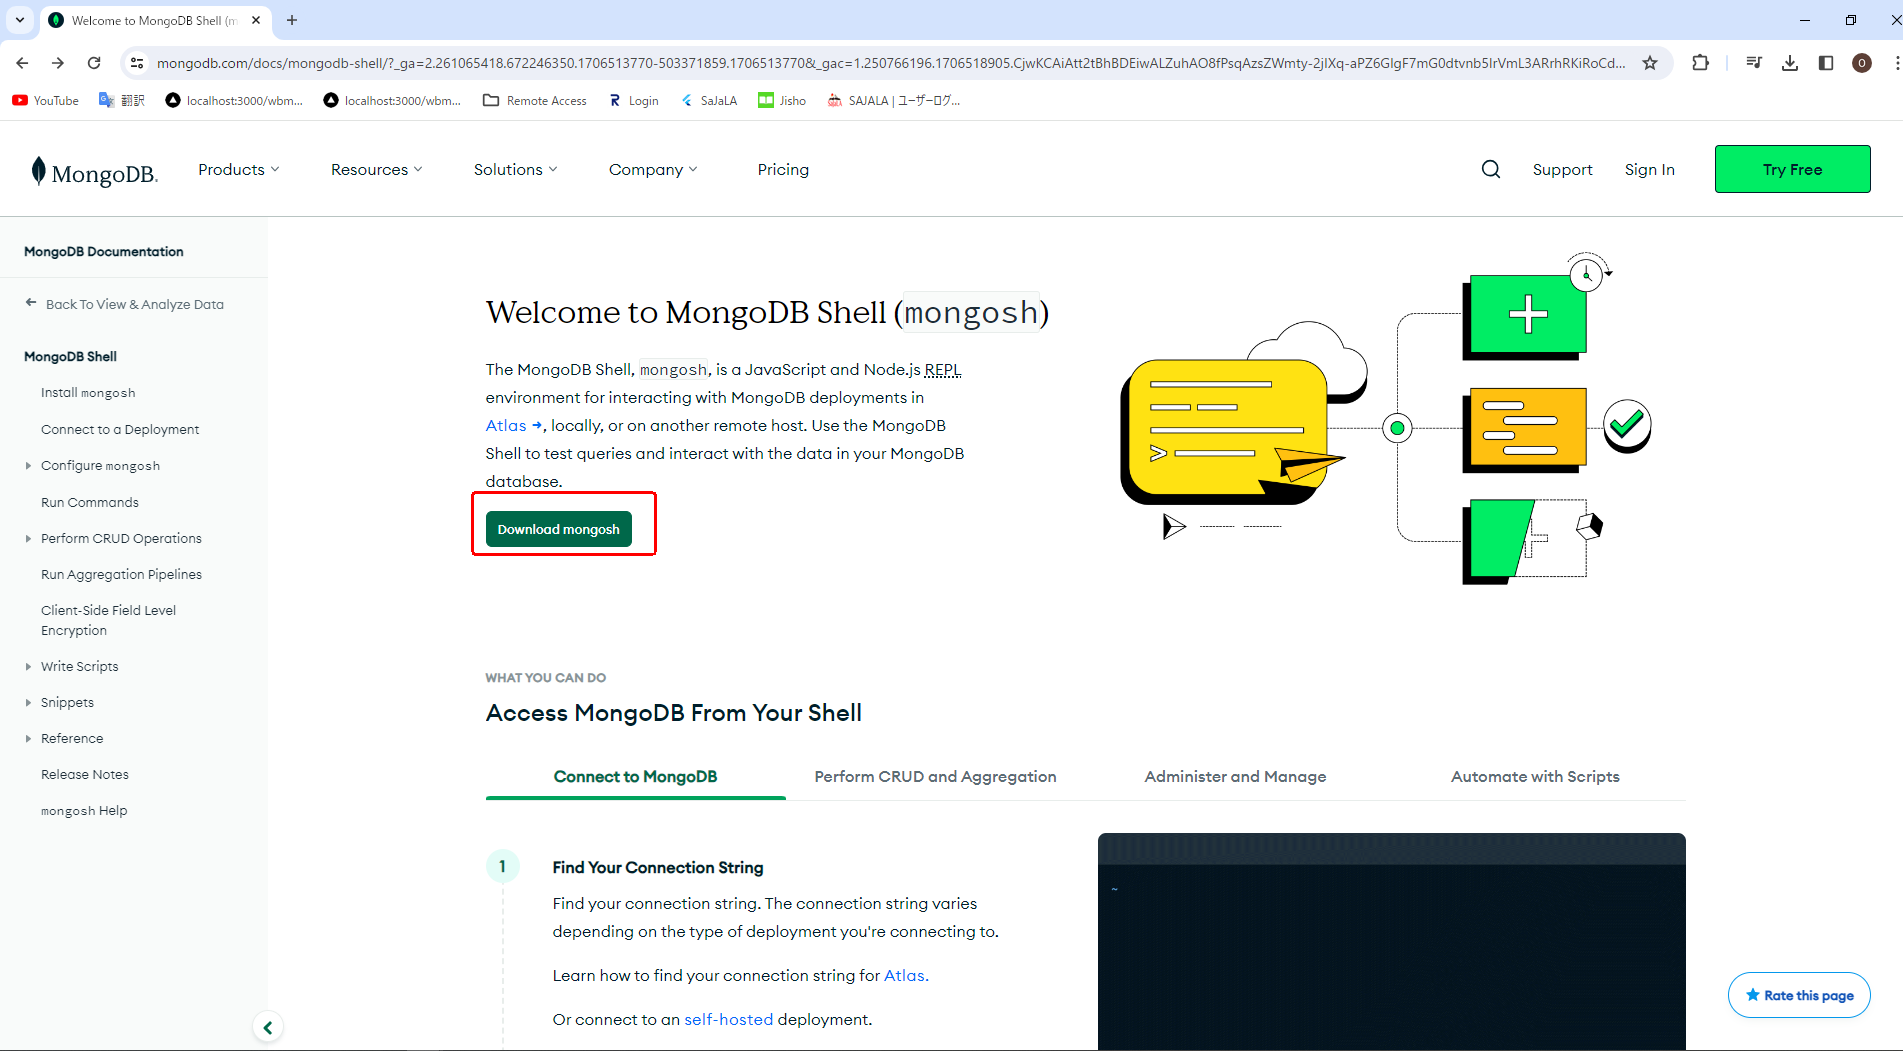 Welcome to MongoDB Shell (m
mongodb.com/docs/mongodb-shell/?_ga=2.261065418.672246350.1706513770-503371859.1706513770&_gac=1.250766196.1706518905.CjwKCAiAtt2tBhBDEiwALZuhAO8fPsqAzsZWmty-2jlXq-aPZ6GlgF7mG0dtvnb5lrVmL3ARrhRKiRoCd...
O
YouTube 翻訳 localhost:3000/wbm... localhost:3000/wbm... Remote Access Login SaJaLA Jisho SAJALA | ユーザーログ...
MongoDB. Products Resources Solutions Company Pricing Support Sign In Try Free
MongoDB Documentation
Back To View & Analyze Data
MongoDB Shell
Install mongosh
Connect to a Deployment
Configure mongosh
Run Commands
Perform CRUD Operations
Run Aggregation Pipelines
Client-Side Field Level
Encryption
Write Scripts
Snippets
Reference
Release Notes
mongosh Help
Welcome to MongoDB Shell (mongosh)
The MongoDB Shell, mongosh, is a JavaScript and Node.js REPL
environment for interacting with MongoDB deployments in
Atlas →, locally, or on another remote host. Use the MongoDB
Shell to test queries and interact with the data in your MongoDB
database.
Download mongosh
WHAT YOU CAN DO
Access MongoDB From Your Shell
Connect to MongoDB Perform CRUD and Aggregation Administer and Manage Automate with Scripts
1 Find Your Connection String
Find your connection string. The connection string varies
depending on the type of deployment you're connecting to.
Learn how to find your connection string for Atlas.
Or connect to an self-hosted deployment.
~
Rate this page